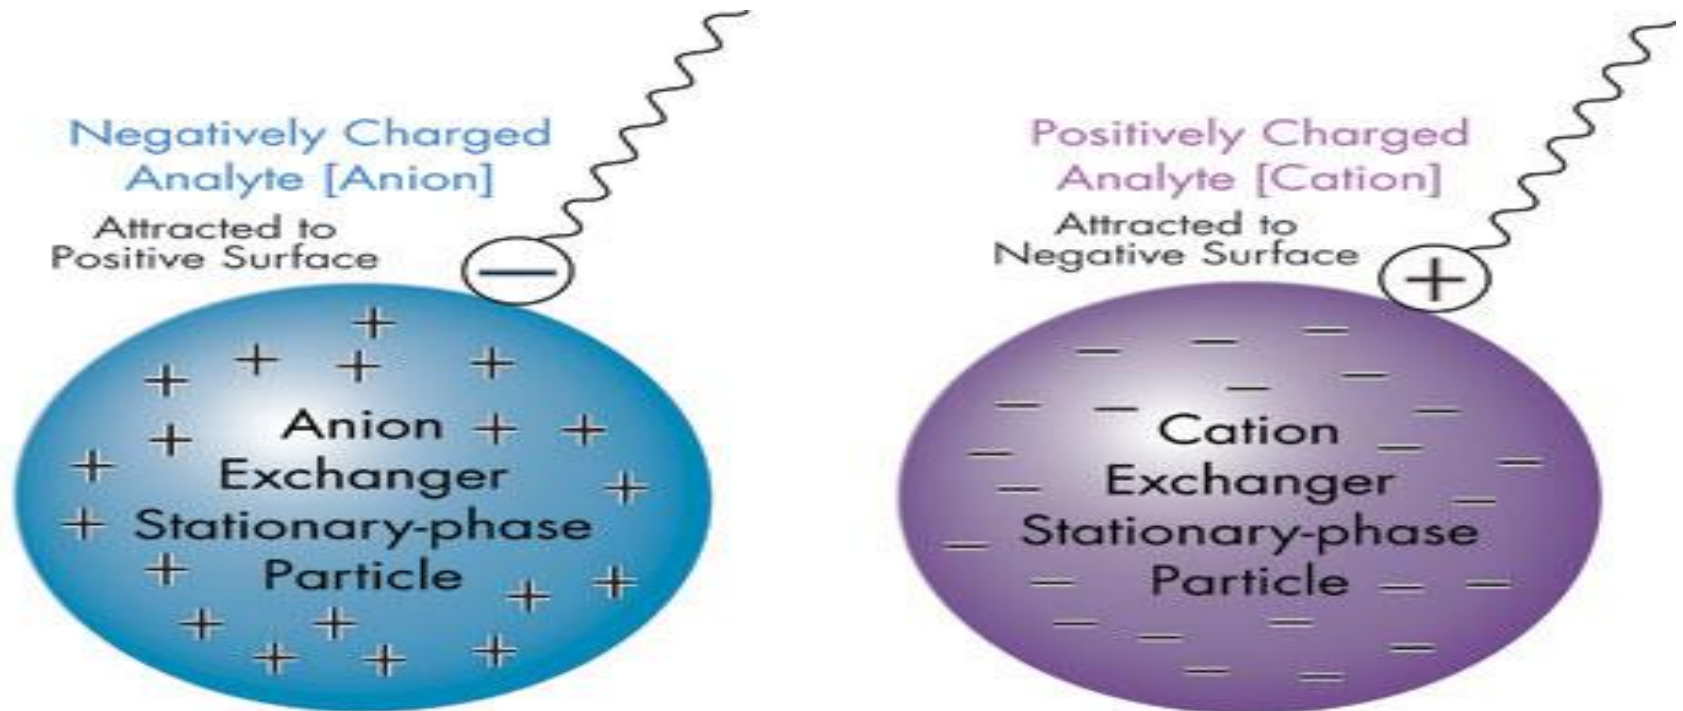 Negatively Charged
Analyte [Anion]
Attracted to
Positive Surface
Anion
Exchanger
Stationary-phase
Particle
Positively Charged
Analyte [Cation]
Attracted to
Negative Surface
Cation
Exchanger
Stationary-phase
Particle